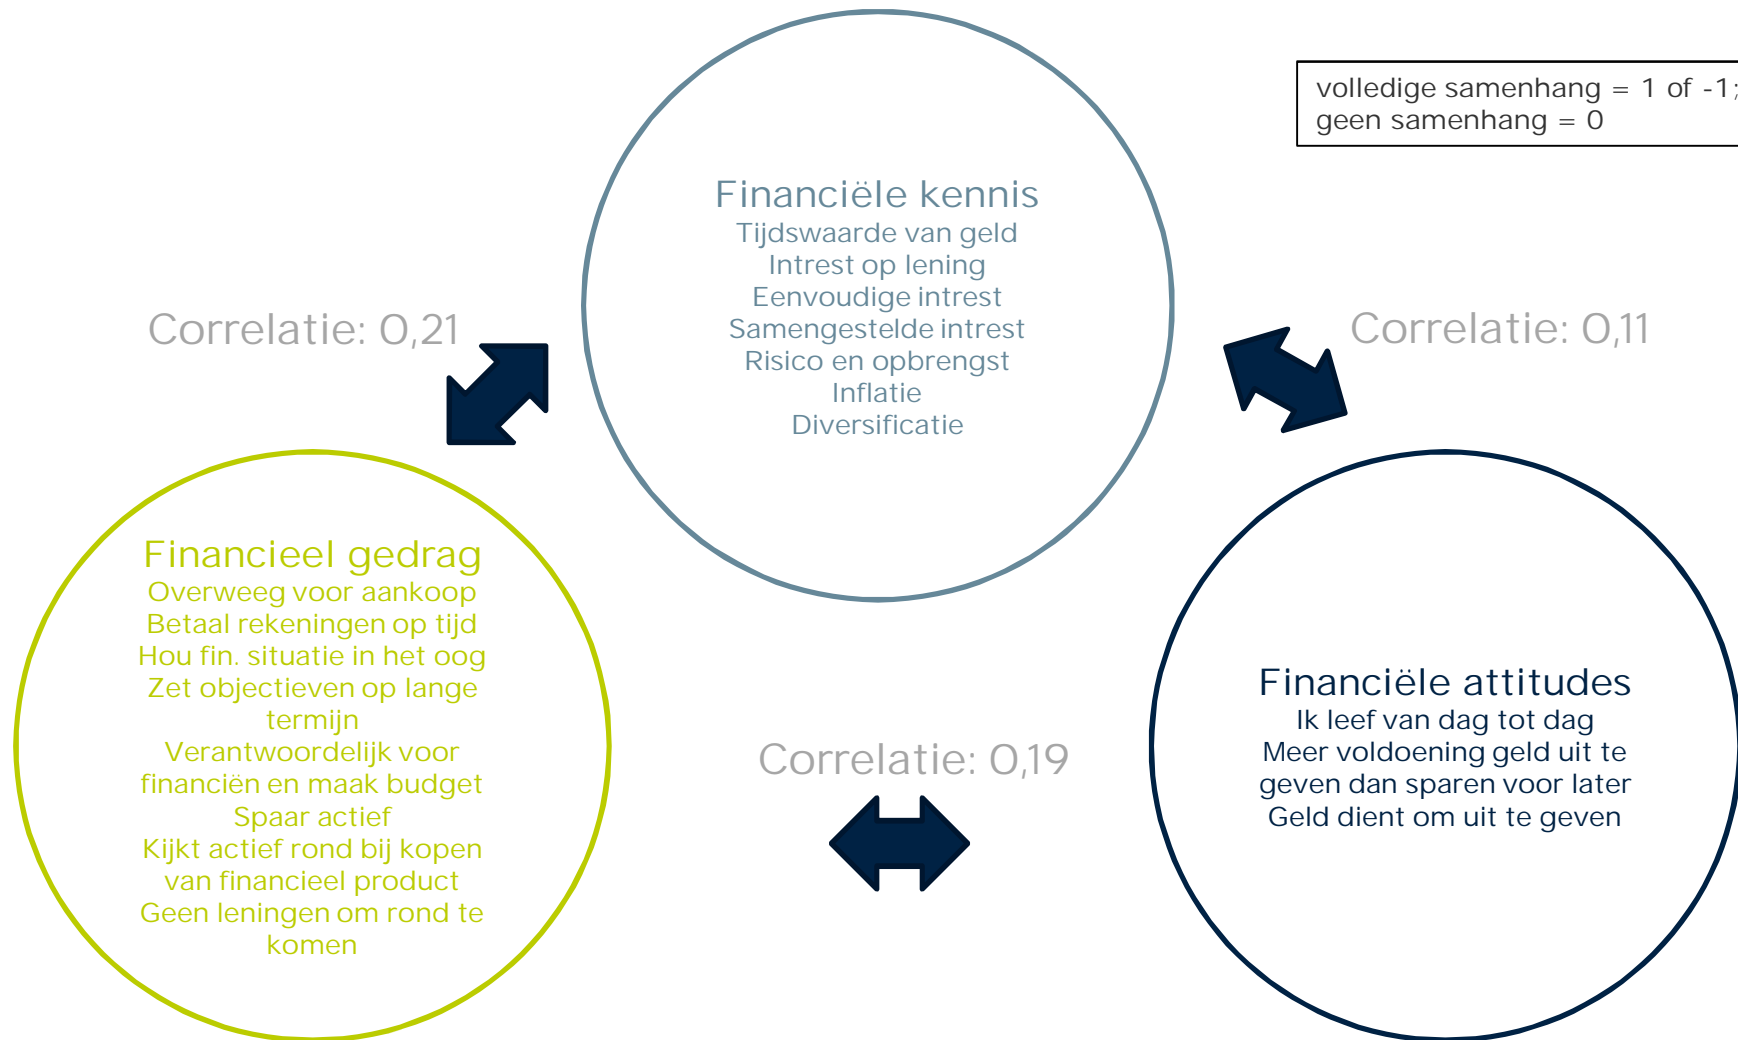 volledige samenhang = 1 of -1;
geen samenhang = 0
Financiële kennis
Tijdswaarde van geld
Intrest op lening
Eenvoudige intrest
Samengestelde intrest
Risico en opbrengst
Inflatie
Diversificatie
Correlatie: 0,21
Correlatie: 0,11
Financieel gedrag
Overweeg voor aankoop
Betaal rekeningen op tijd
Hou fin. situatie in het oog
Zet objectieven op lange
termijn
Verantwoordelijk voor
financiën en maak budget
Spaar actief
Kijkt actief rond bij kopen
van financieel product
Geen leningen om rond te
komen
Correlatie: 0,19
Financiële attitudes
Ik leef van dag tot dag
Meer voldoening geld uit te
geven dan sparen voor later
Geld dient om uit te geven